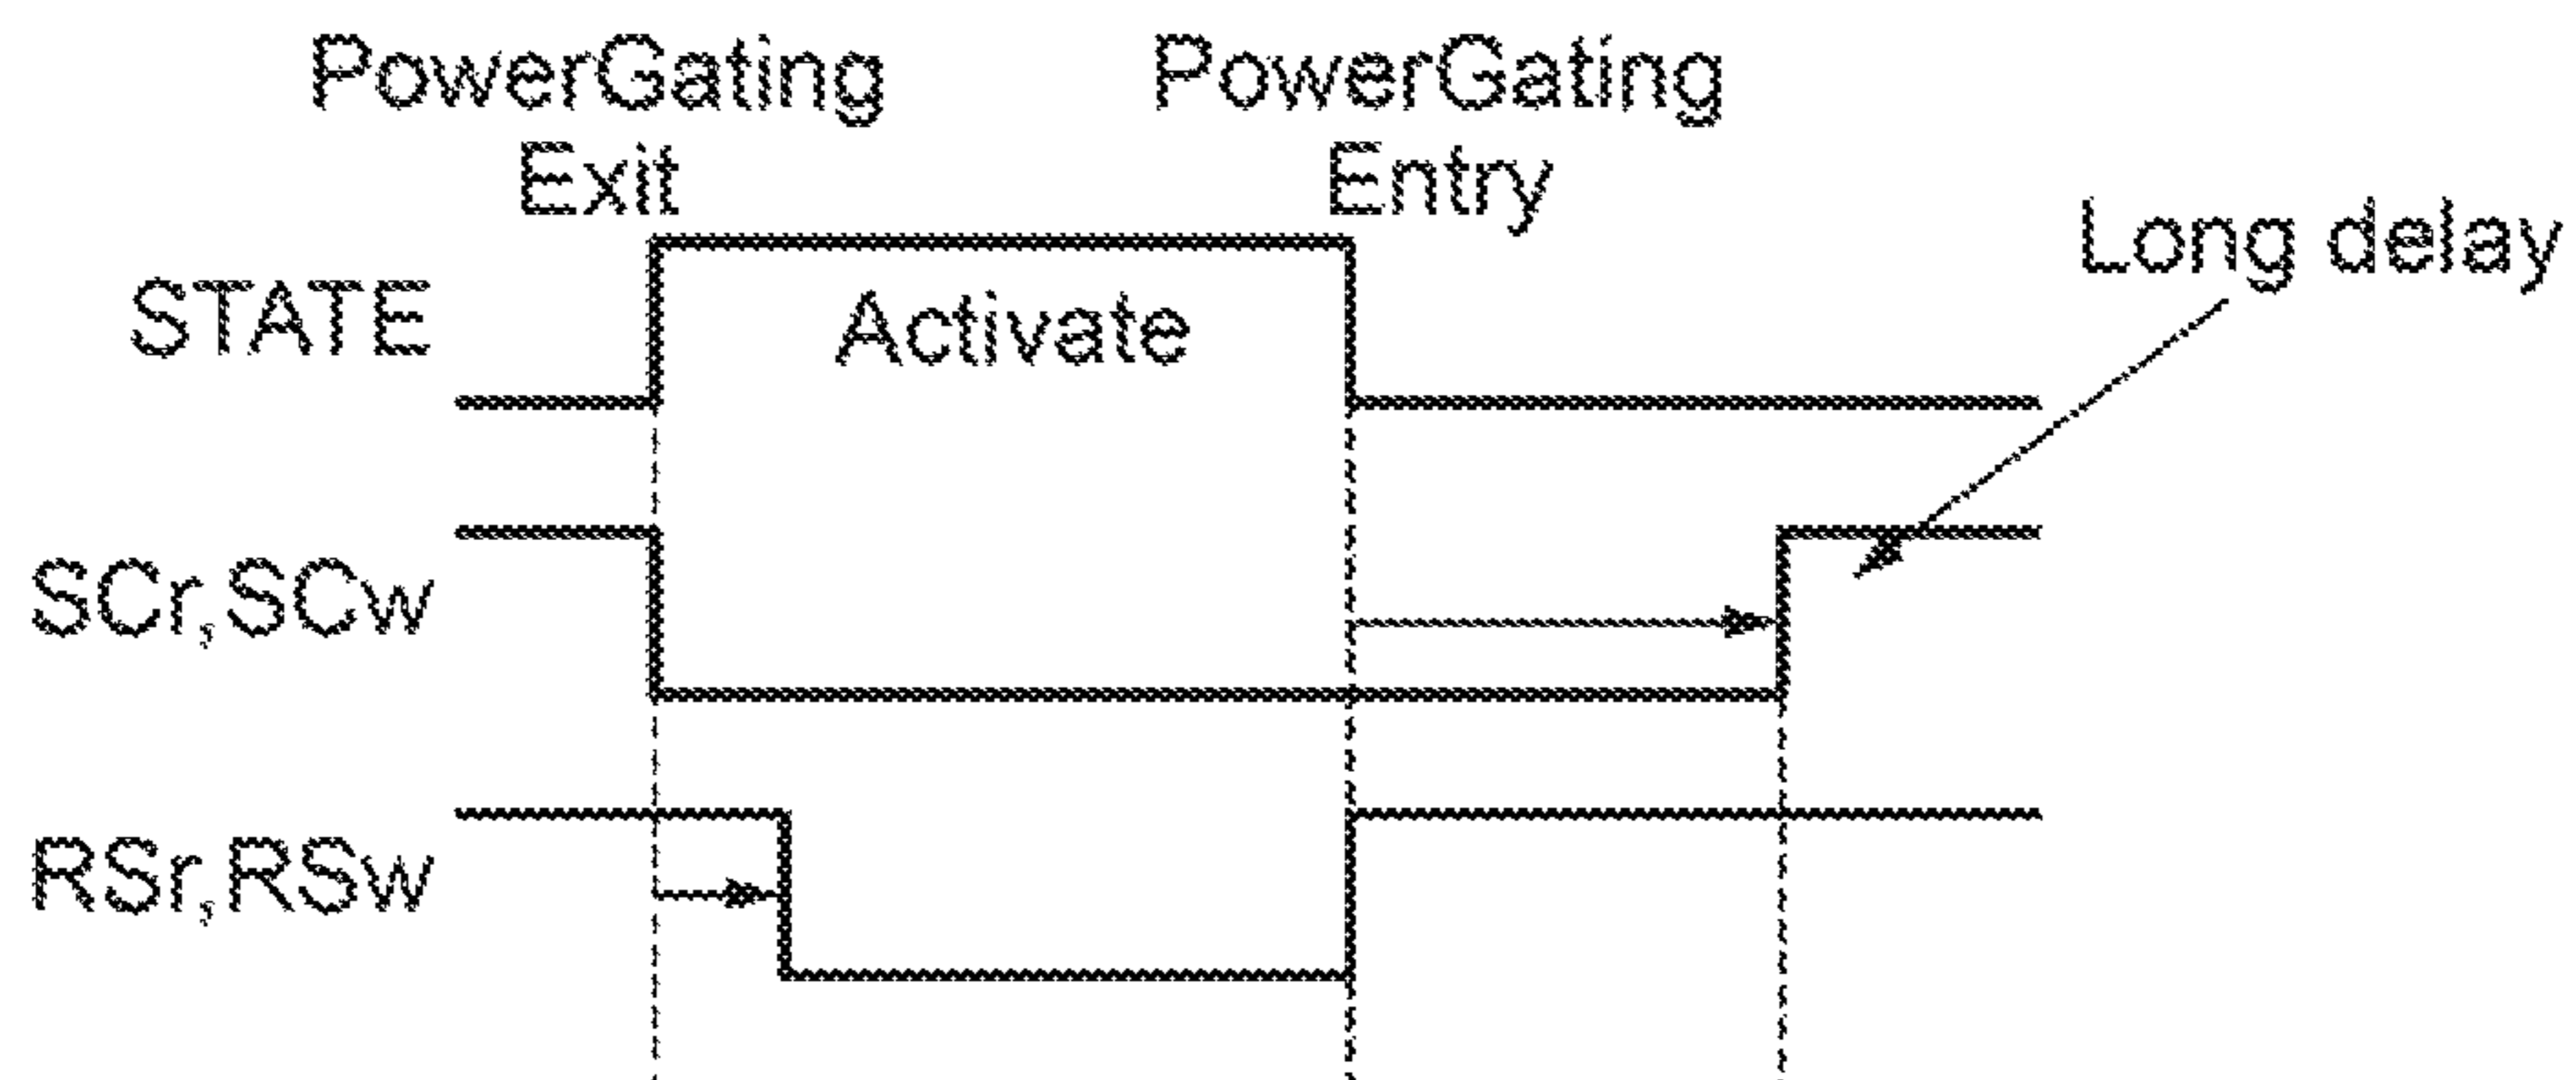 PowerGating
Exit
PowerGating
Entry
Long delay
STATE
Activate
SCr,SCw
RSr,RSw